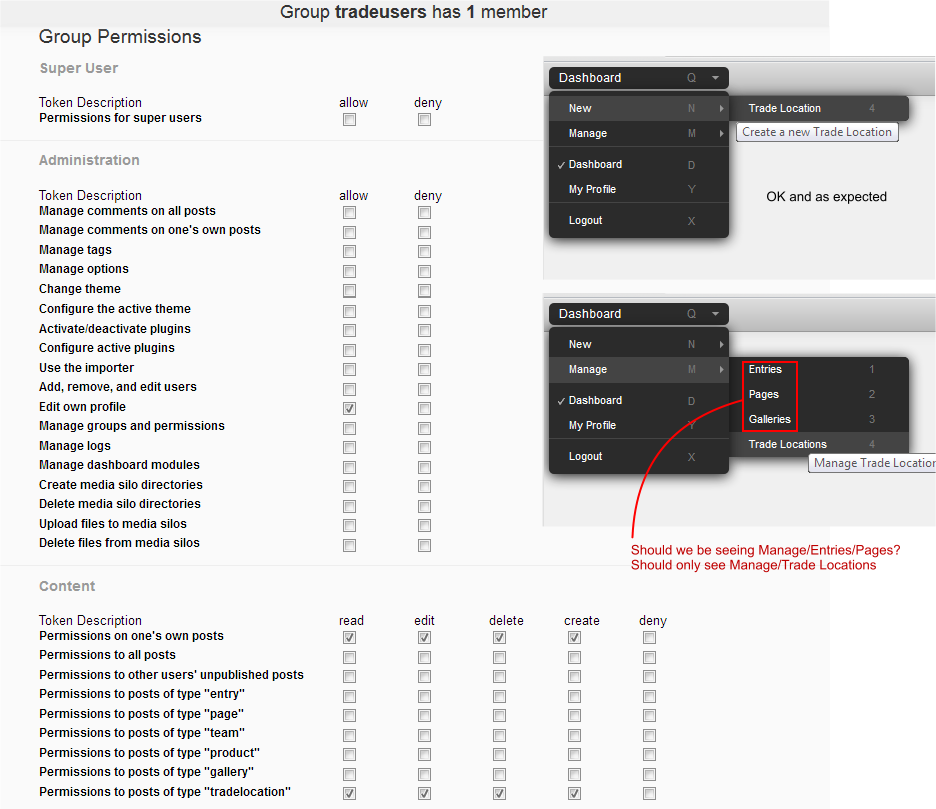 Group tradeusers has 1 member
Group Permissions
Super User
Token Description allow deny
Permissions for super users
Administration
Token Description allow deny
Manage comments on all posts
Manage comments on one's own posts
Manage tags
Manage options
Change theme
Configure the active theme
Activate/deactivate plugins
Configure active plugins
Use the importer
Add, remove, and edit users
Edit own profile
Manage groups and permissions
Manage logs
Manage dashboard modules
Create media silo directories
Delete media silo directories
Upload files to media silos
Delete files from media silos
Content
Token Description read edit delete create deny
Permissions on one's own posts
Permissions to all posts
Permissions to other users' unpublished posts
Permissions to posts of type "entry"
Permissions to posts of type "page"
Permissions to posts of type "team"
Permissions to posts of type "product"
Permissions to posts of type "gallery"
Permissions to posts of type "tradelocation"
Dashboard Q
New N
Manage M
Dashboard D
My Profile Y
Logout X
Trade Location 4
Create a new Trade Location
OK and as expected
Dashboard Q
New N
Manage M
Dashboard D
My Profile Y
Logout X
Entries 1
Pages 2
Galleries 3
Trade Locations 4
Manage Trade Location
Should we be seeing Manage/Entries/Pages?
Should only see Manage/Trade Locations